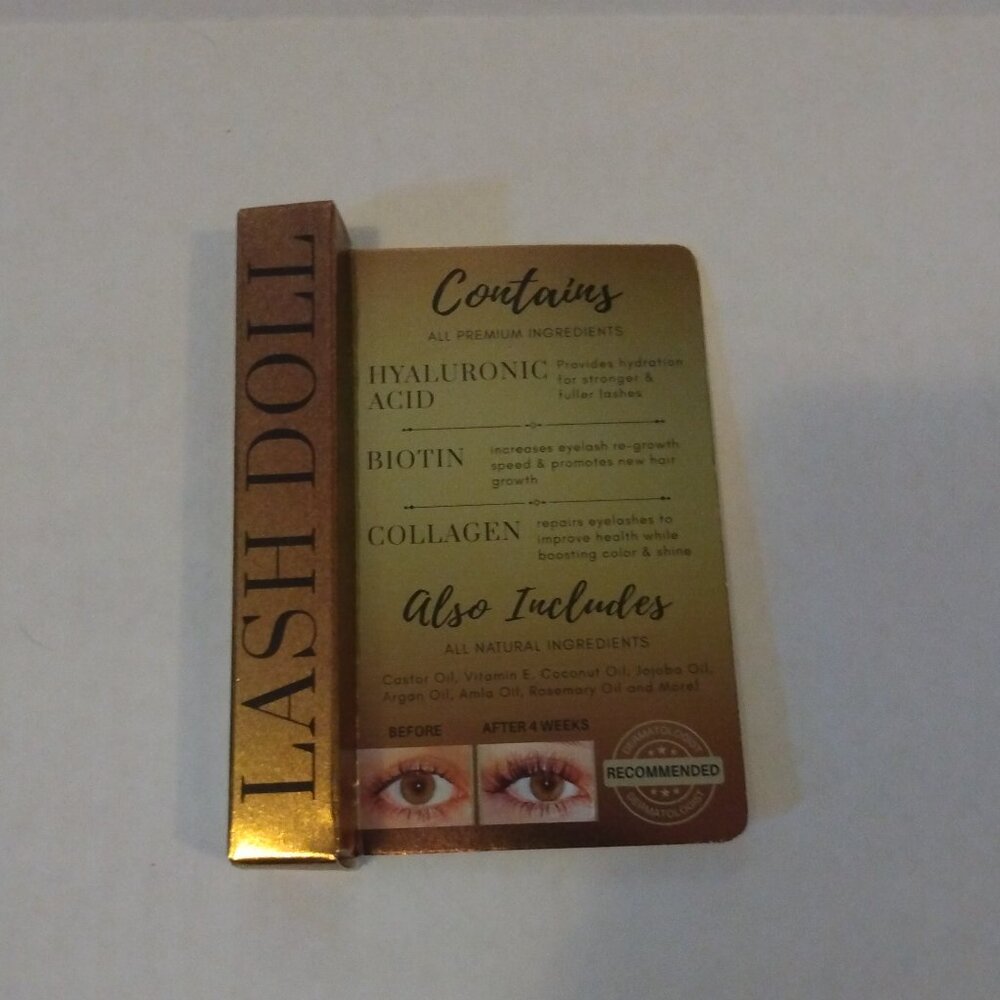 LASH DOLL
Contains
ALL PREMIUM INGREDIENTS
HYALURONIC
ACID
Provides hydration
for stronger &
fuller lashes
BIOTIN
increases eyelash re-growth
speed & promotes new hair
growth
COLLAGEN
repairs eyelashes to
improve health while
boosting color & shine
Also Includes
ALL NATURAL INGREDIENTS
Castor Oil, Vitamin E, Coconut Oil, Jojoba Oil,
Argan Oil, Amla Oil, Rosemary Oil and More!
BEFORE
AFTER 4 WEEKS
DERMATOLOGIST
RECOMMENDED
DERMATOLOGIST